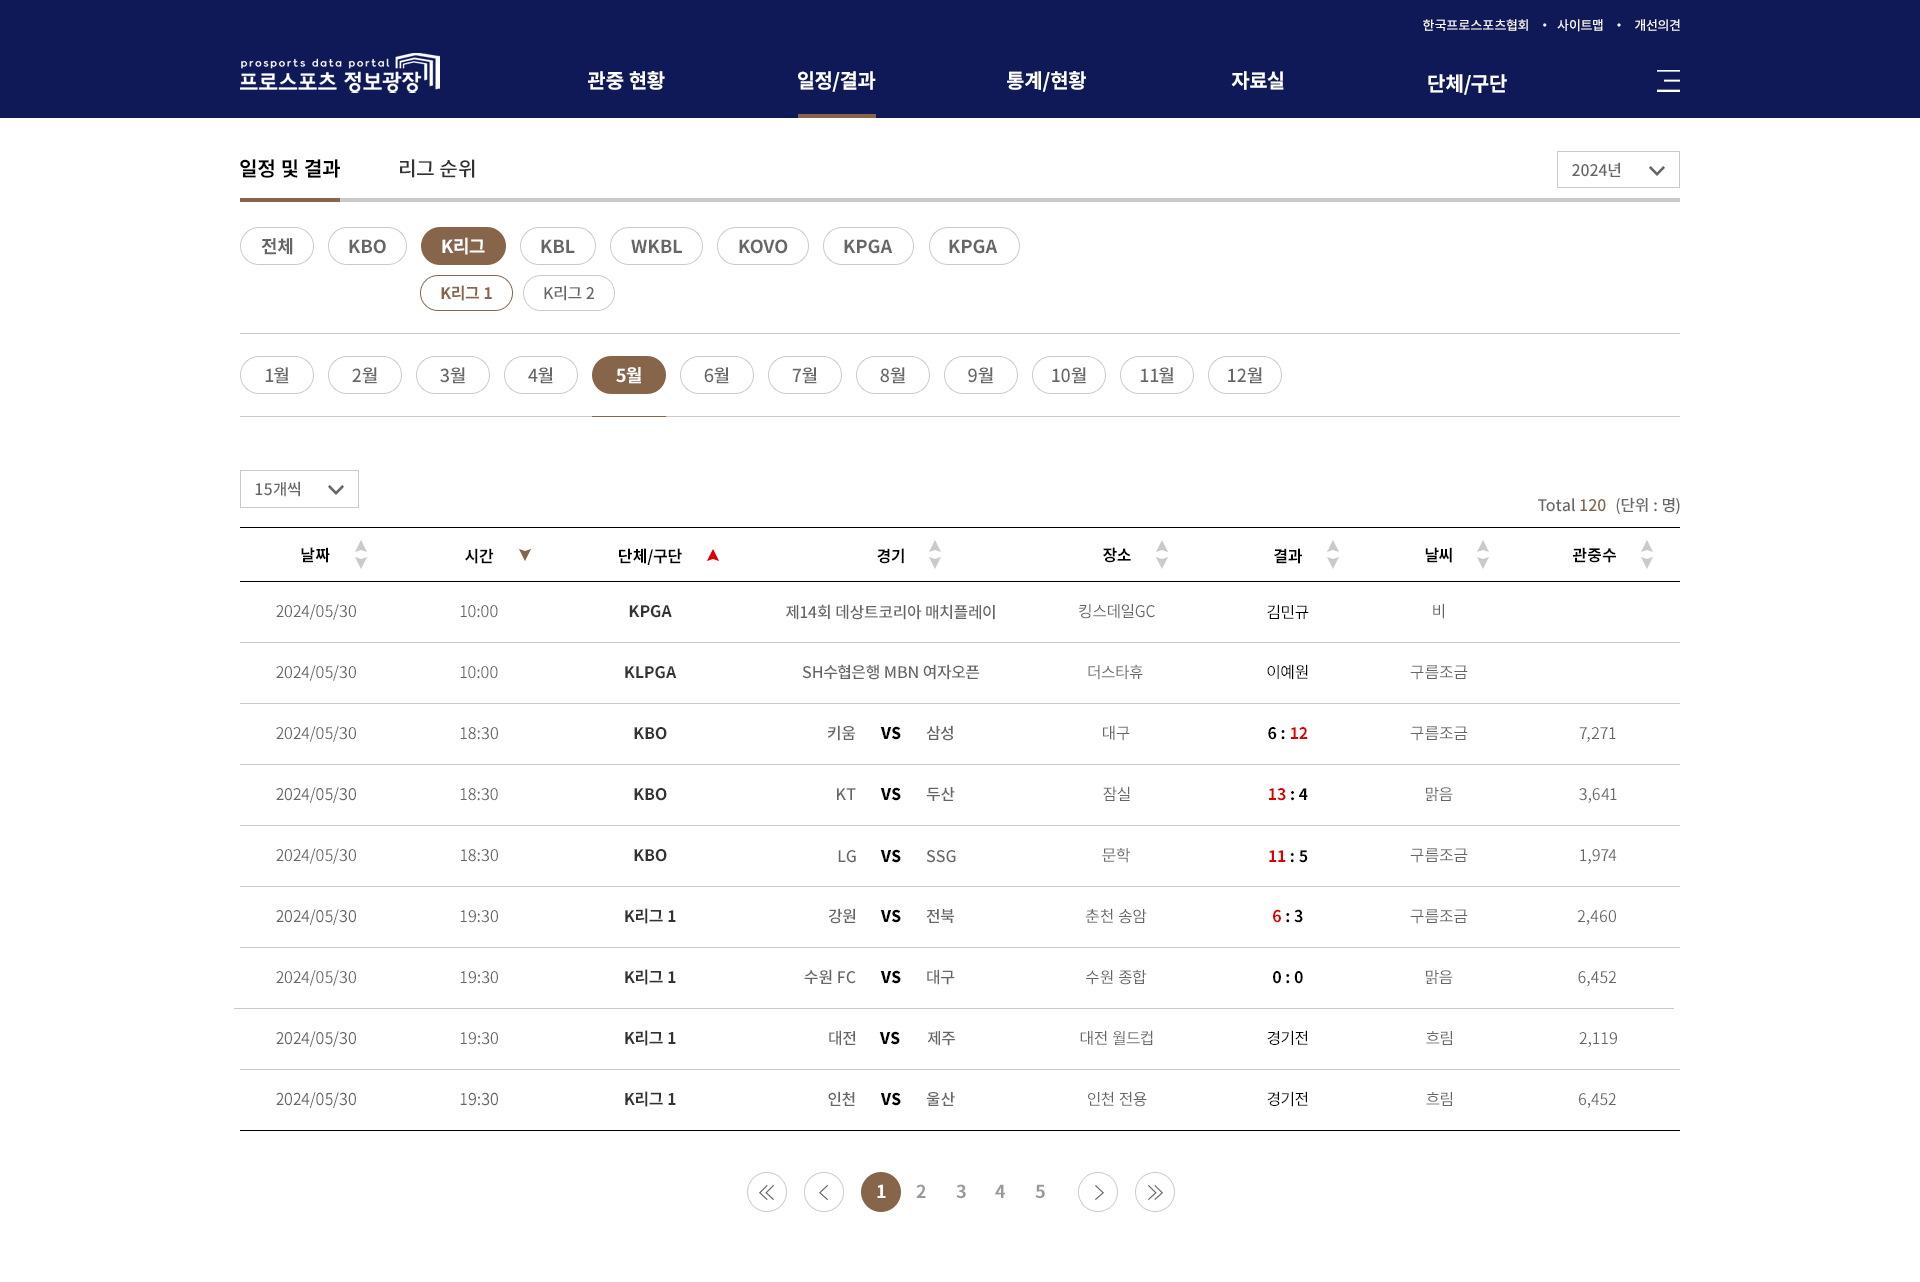 한국프로스포츠협회 • 사이트맵 • 개선의견
prosports data portal
프로스포츠 정보광장
관중 현황 일정/결과 통계/현황 자료실 단체/구단
일정 및 결과 리그 순위 2024년
전체 KBO K리그 KBL WKBL KOVO KPGA KPGA
K리그 1 K리그 2
1월 2월 3월 4월 5월 6월 7월 8월 9월 10월 11월 12월
15개씩
Total 120 (단위 : 명)
날짜 시간 단체/구단 경기 장소 결과 날씨 관중수
2024/05/30 10:00 KPGA 제14회 데상트코리아 매치플레이 킹스데일GC 김민규 비
2024/05/30 10:00 KLPGA SH수협은행 MBN 여자오픈 더스타휴 이예원 구름조금
2024/05/30 18:30 KBO 키움 VS 삼성 대구 6 : 12 구름조금 7,271
2024/05/30 18:30 KBO KT VS 두산 잠실 13 : 4 맑음 3,641
2024/05/30 18:30 KBO LG VS SSG 문학 11 : 5 구름조금 1,974
2024/05/30 19:30 K리그 1 강원 VS 전북 춘천 송암 6 : 3 구름조금 2,460
2024/05/30 19:30 K리그 1 수원 FC VS 대구 수원 종합 0 : 0 맑음 6,452
2024/05/30 19:30 K리그 1 대전 VS 제주 대전 월드컵 경기전 흐림 2,119
2024/05/30 19:30 K리그 1 인천 VS 울산 인천 전용 경기전 흐림 6,452
1 2 3 4 5